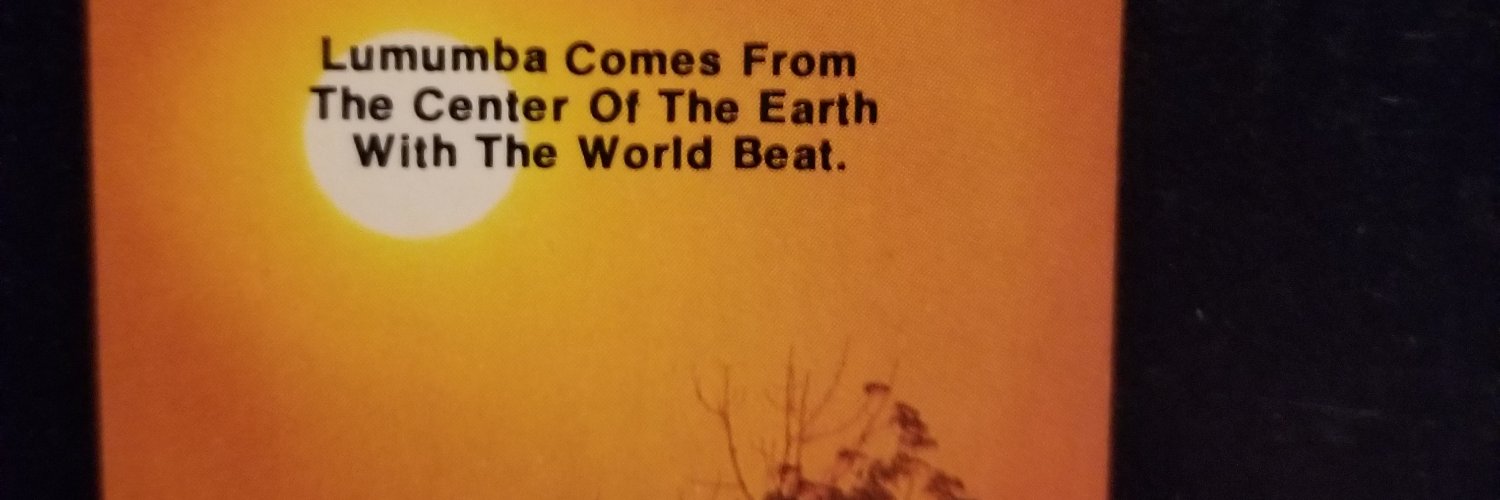 Lumumba Comes From
The Center Of The Earth
With The World Beat.